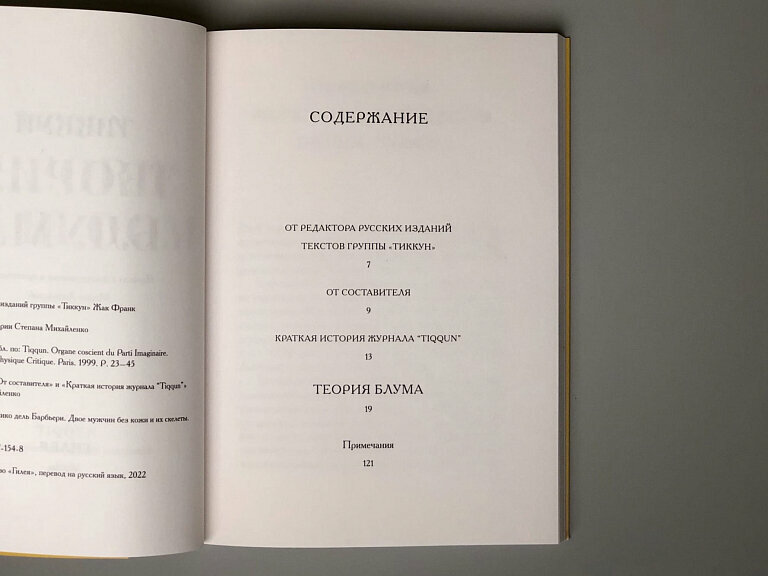 изданий группы «Тиккун» Жак Франк
рии Степана Михайленко
бл. по: Tiqqun. Organe conscient du Parti Imaginaire.
hysique Critique. Paris. 1999. P. 23—45
От составителя» и «Краткая история журнала "Tiqqun"»
йленко
ико дель Барбьери. Двое мужчин без кожи и их скелеты.
-154-8
во «Гилея», перевод на русский язык, 2022
СОДЕРЖАНИЕ
ОТ РЕДАКТОРА РУССКИХ ИЗДАНИЙ
ТЕКСТОВ ГРУППЫ «ТИККУН»
7
ОТ СОСТАВИТЕЛЯ
9
КРАТКАЯ ИСТОРИЯ ЖУРНАЛА "TIQQUN"
13
ТЕОРИЯ БЛУМА
19
Примечания
121